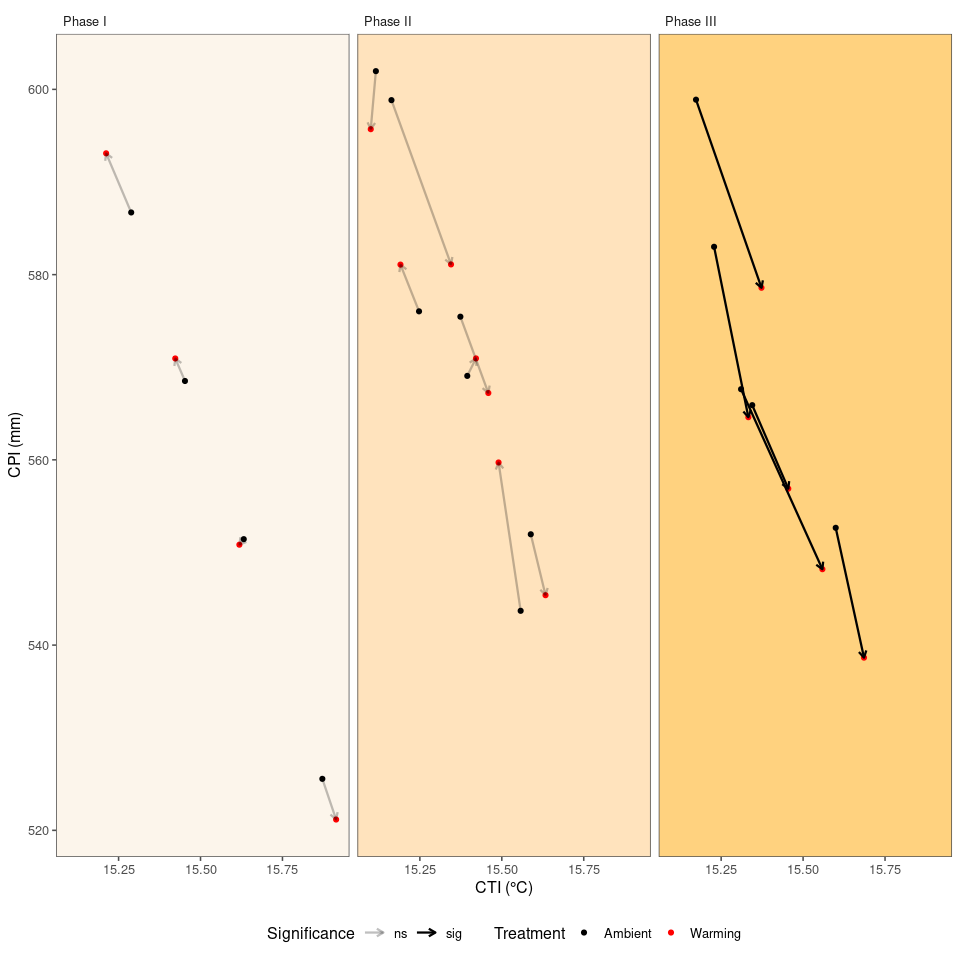 Phase I
Phase II
Phase III
CPI (mm)
600
580
560
540
520
15.25 15.50 15.75
15.25 15.50 15.75
15.25 15.50 15.75
CTI (°C)
Significance ns sig Treatment Ambient Warming